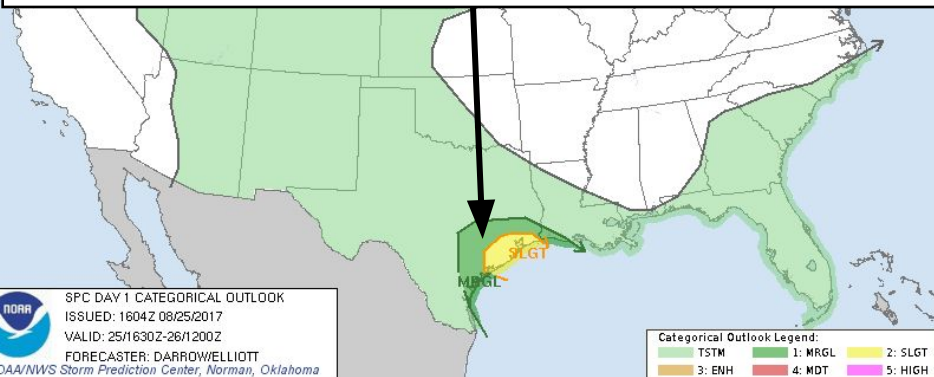 SLGT
MRGL
NOAA
SPC DAY 1 CATEGORICAL OUTLOOK
ISSUED: 1604Z 08/25/2017
VALID: 25/1630Z-26/1200Z
FORECASTER: DARROW/ELLIOTT
NOAA/NWS Storm Prediction Center, Norman, Oklahoma
Categorical Outlook Legend:
TSTM 1: MRGL 2: SLGT
3: ENH 4: MDT 5: HIGH